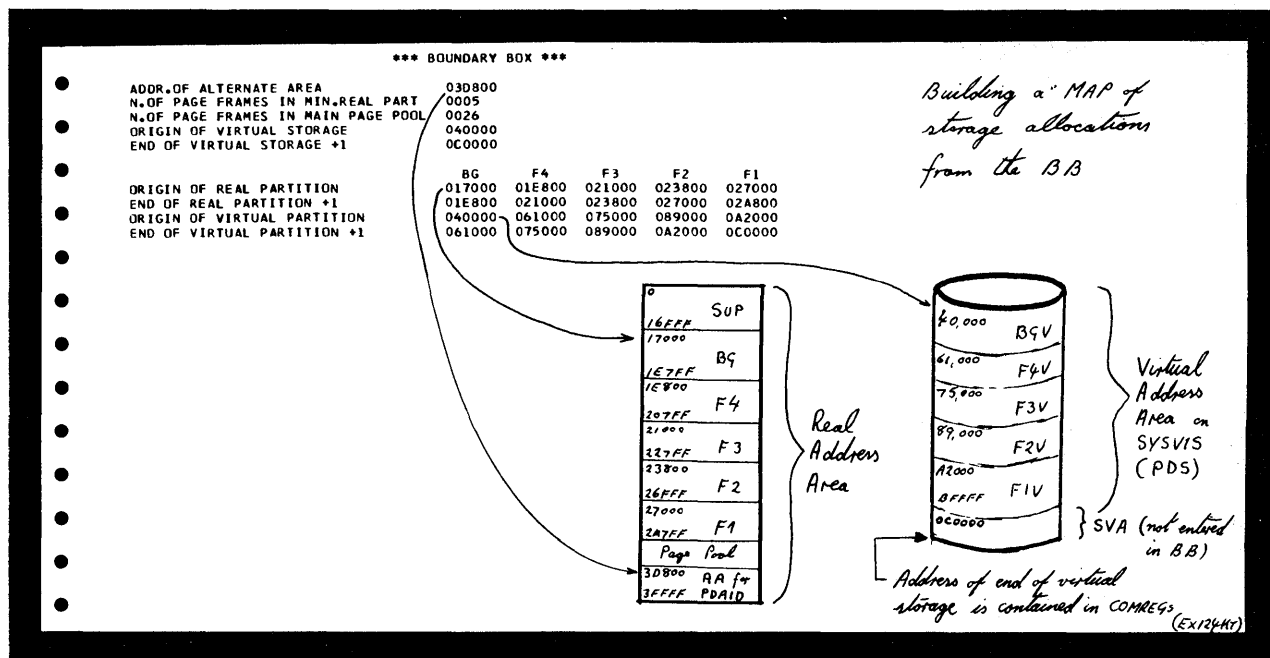 *** BOUNDARY BOX ***
ADDR.OF ALTERNATE AREA 03D800
N.OF PAGE FRAMES IN MIN.REAL PART 0005
N.OF PAGE FRAMES IN MAIN PAGE POOL 0026
ORIGIN OF VIRTUAL STORAGE 040000
END OF VIRTUAL STORAGE +1 0C0000
BG F4 F3 F2 F1
ORIGIN OF REAL PARTITION 017000 01E800 021000 023800 027000
END OF REAL PARTITION +1 01E800 021000 023800 027000 02A800
ORIGIN OF VIRTUAL PARTITION 040000 061000 075000 089000 0A2000
END OF VIRTUAL PARTITION +1 061000 075000 089000 0A2000 0C0000
Building a MAP of
storage allocations
from the BB
0
SUP
16FFF
17000
BG
1E7FF
1E800
F4
207FF
21000
F3
227FF
23800
F2
26FFF
27000
F1
2A7FF
Page Pool
3D800 AA for
3FFFF PDAID
Real
Address
Area
40,000
BGV
61,000
F4V
75,000
F3V
89,000
F2V
A2000
F1V
BFFFF
0C0000
Virtual
Address
Area on
SYSVIS
(PDS)
SVA (not entered
in BB)
Address of end of virtual
storage is contained in COMREGs
(EX124KT)